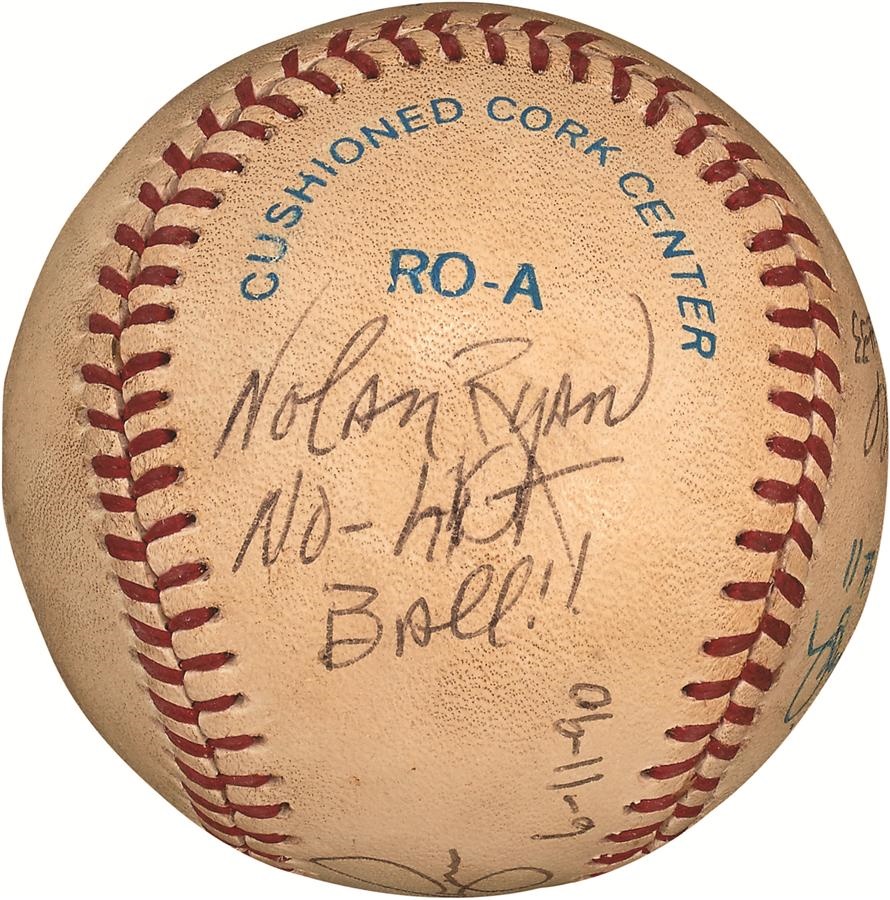 CUSHIONED CORK CENTER
RO-A
Nolan Ryan
No-Hit
Ball!!
6-11-90